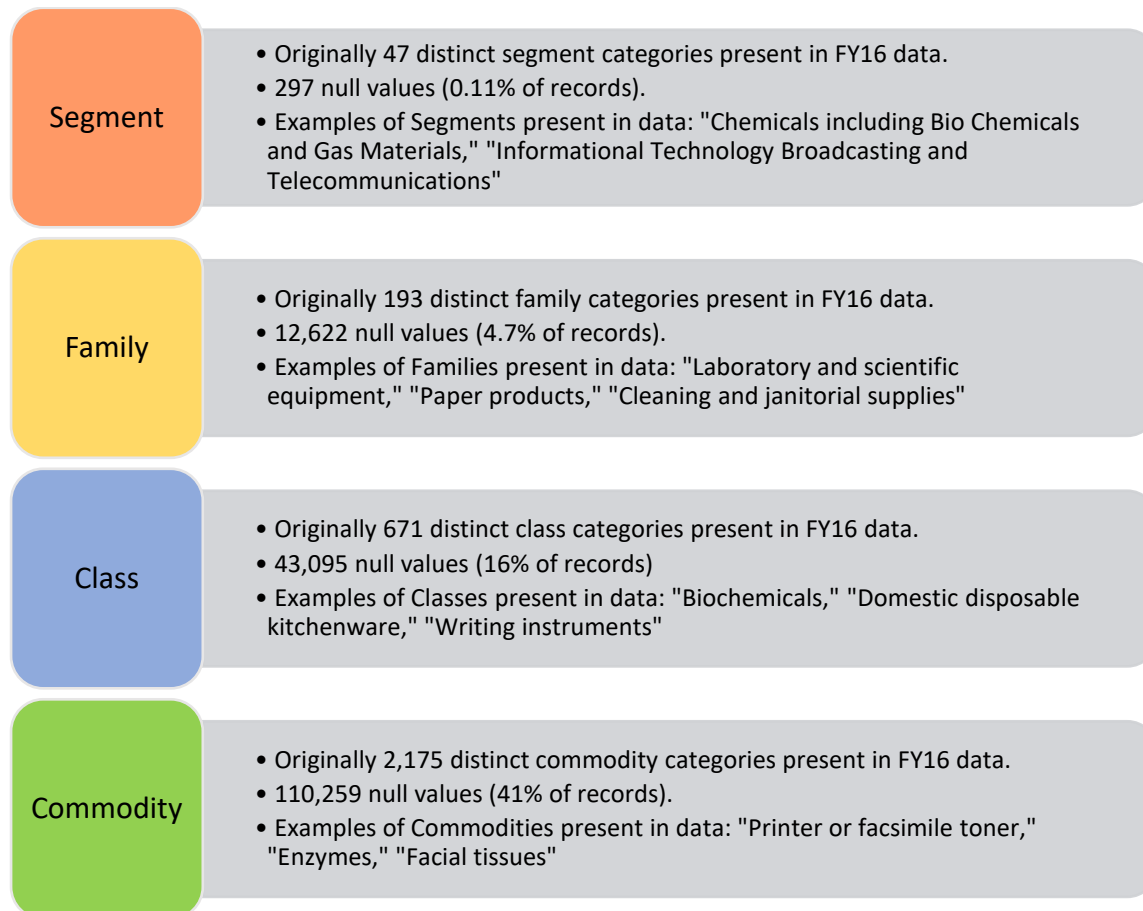 Segment
• Originally 47 distinct segment categories present in FY16 data.
• 297 null values (0.11% of records).
• Examples of Segments present in data: "Chemicals including Bio Chemicals
and Gas Materials," "Informational Technology Broadcasting and
Telecommunications"
Family
• Originally 193 distinct family categories present in FY16 data.
• 12,622 null values (4.7% of records).
• Examples of Families present in data: "Laboratory and scientific
equipment," "Paper products," "Cleaning and janitorial supplies"
Class
• Originally 671 distinct class categories present in FY16 data.
• 43,095 null values (16% of records)
• Examples of Classes present in data: "Biochemicals," "Domestic disposable
kitchenware," "Writing instruments"
Commodity
• Originally 2,175 distinct commodity categories present in FY16 data.
• 110,259 null values (41% of records).
• Examples of Commodities present in data: "Printer or facsimile toner,"
"Enzymes," "Facial tissues"